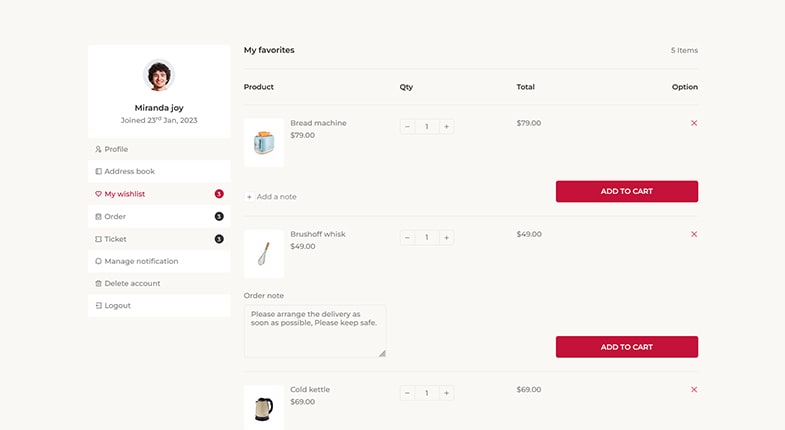 Miranda joy
Joined 23rd Jan, 2023
Profile
Address book
My wishlist 3
Order 3
Ticket 3
Manage notification
Delete account
Logout
My favorites 5 Items
Product Qty Total Option
Bread machine
$79.00
− 1 +
$79.00
×
+ Add a note
ADD TO CART
Brushoff whisk
$49.00
− 1 +
$49.00
×
Order note
Please arrange the delivery as
soon as possible, Please keep safe.
ADD TO CART
Cold kettle
$69.00
− 1 +
$69.00
×